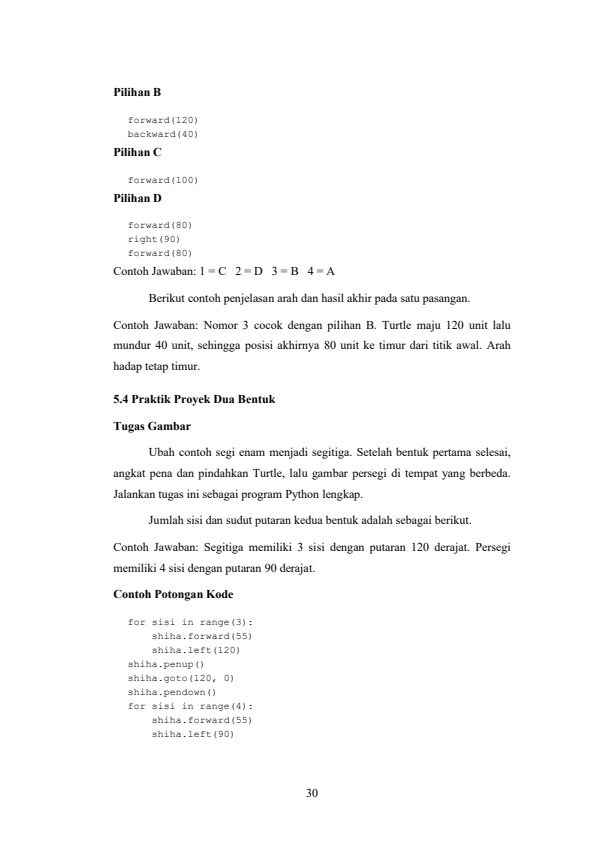 Pilihan B
forward(120)
backward(40)
Pilihan C
forward(100)
Pilihan D
forward(80)
right(90)
forward(80)
Contoh Jawaban: 1 = C   2 = D   3 = B   4 = A
Berikut contoh penjelasan arah dan hasil akhir pada satu pasangan.
Contoh Jawaban: Nomor 3 cocok dengan pilihan B. Turtle maju 120 unit lalu
mundur 40 unit, sehingga posisi akhirnya 80 unit ke timur dari titik awal. Arah
hadap tetap timur.
5.4 Praktik Proyek Dua Bentuk
Tugas Gambar
Ubah contoh segi enam menjadi segitiga. Setelah bentuk pertama selesai,
angkat pena dan pindahkan Turtle, lalu gambar persegi di tempat yang berbeda.
Jalankan tugas ini sebagai program Python lengkap.
Jumlah sisi dan sudut putaran kedua bentuk adalah sebagai berikut.
Contoh Jawaban: Segitiga memiliki 3 sisi dengan putaran 120 derajat. Persegi
memiliki 4 sisi dengan putaran 90 derajat.
Contoh Potongan Kode
for sisi in range(3):
    shiha.forward(55)
    shiha.left(120)
shiha.penup()
shiha.goto(120, 0)
shiha.pendown()
for sisi in range(4):
    shiha.forward(55)
    shiha.left(90)
30